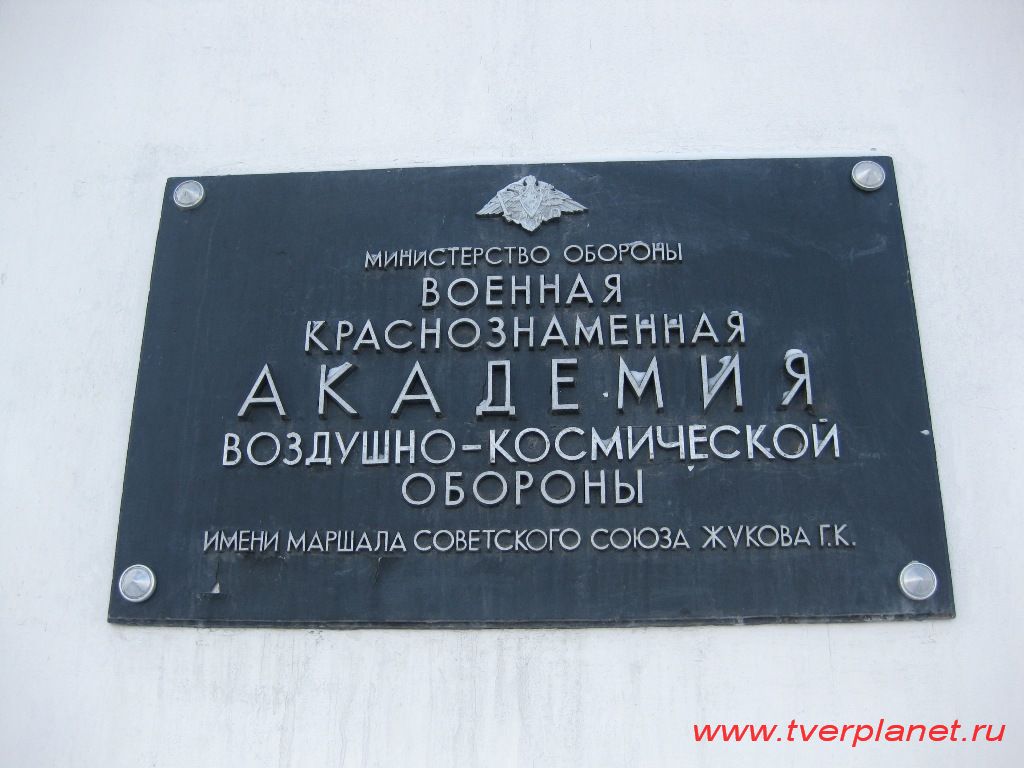 МИНИСТЕРСТВО ОБОРОНЫ
ВОЕННАЯ
КРАСНОЗНАМЕННАЯ
АКАДЕМИЯ
ВОЗДУШНО-КОСМИЧЕСКОЙ
ОБОРОНЫ
ИМЕНИ МАРШАЛА СОВЕТСКОГО СОЮЗА ЖУКОВА Г.К.
www.tverplanet.ru